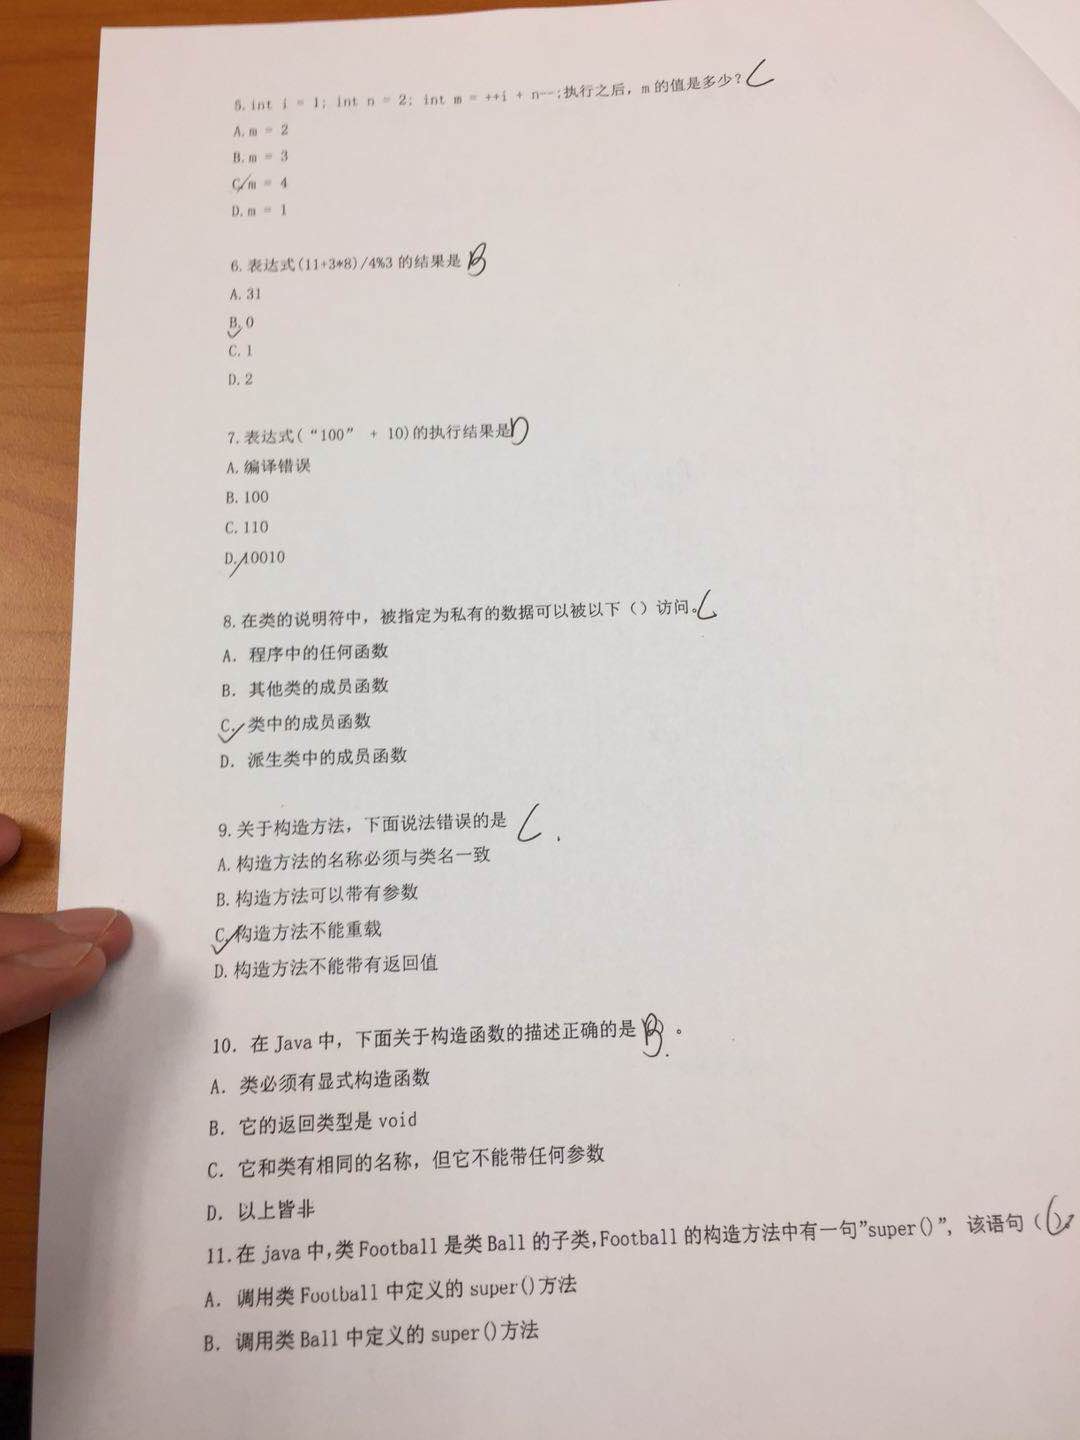 5.int i = 1; int n = 2; int m = ++i + n--;执行之后，m 的值是多少？C
A.m = 2
B.m = 3
C.m = 4
D.m = 1
6.表达式(11+3*8)/4%3 的结果是 B
A.31
B.0
C.1
D.2
7.表达式(“100” + 10)的执行结果是D
A.编译错误
B.100
C.110
D.10010
8.在类的说明符中，被指定为私有的数据可以被以下（）访问。C
A．程序中的任何函数
B．其他类的成员函数
C．类中的成员函数
D．派生类中的成员函数
9.关于构造方法，下面说法错误的是 C
A.构造方法的名称必须与类名一致
B.构造方法可以带有参数
C.构造方法不能重载
D.构造方法不能带有返回值
10．在 Java 中，下面关于构造函数的描述正确的是 B 。
A．类必须有显式构造函数
B．它的返回类型是 void
C．它和类有相同的名称，但它不能带任何参数
D．以上皆非
11.在 java 中,类 Football 是类 Ball 的子类,Football 的构造方法中有一句”super()”，该语句（C）。
A．调用类 Football 中定义的 super()方法
B．调用类 Ball 中定义的 super()方法